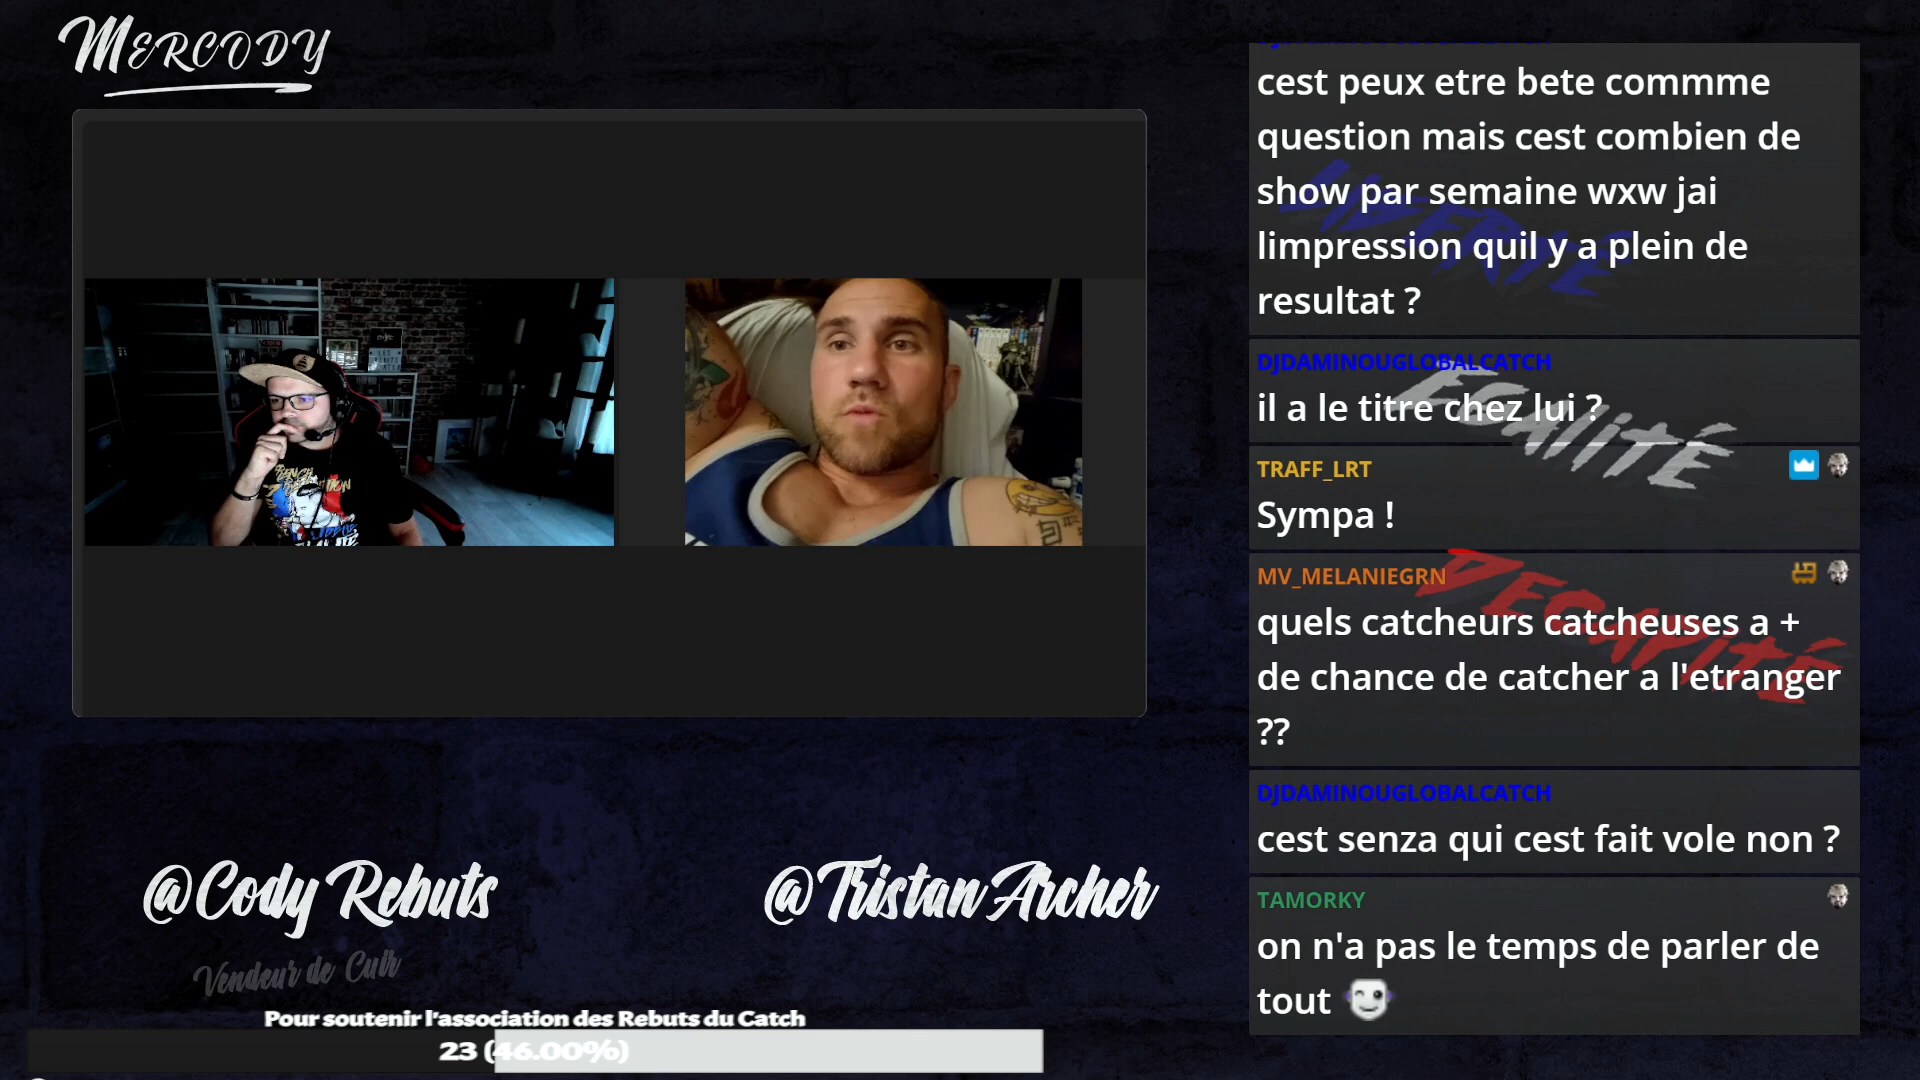 MERCODY
cest peux etre bete commme
question mais cest combien de
show par semaine wxw jai
limpression quil y a plein de
resultat ?
DJDAMINOUGLOBALCATCH
il a le titre chez lui ?
TRAFF_LRT
Sympa !
MV_MELANIEGRN
quels catcheurs catcheuses a +
de chance de catcher a l'etranger
??
DJDAMINOUGLOBALCATCH
cest senza qui cest fait vole non ?
TAMORKY
on n'a pas le temps de parler de
tout
LIBERTÉ
EGALITÉ
DECAPITÉ
@Cody Rebuts
@Tristan Archer
Vendeur de Cuir
Pour soutenir l'association des Rebuts du Catch
23 (46.00%)